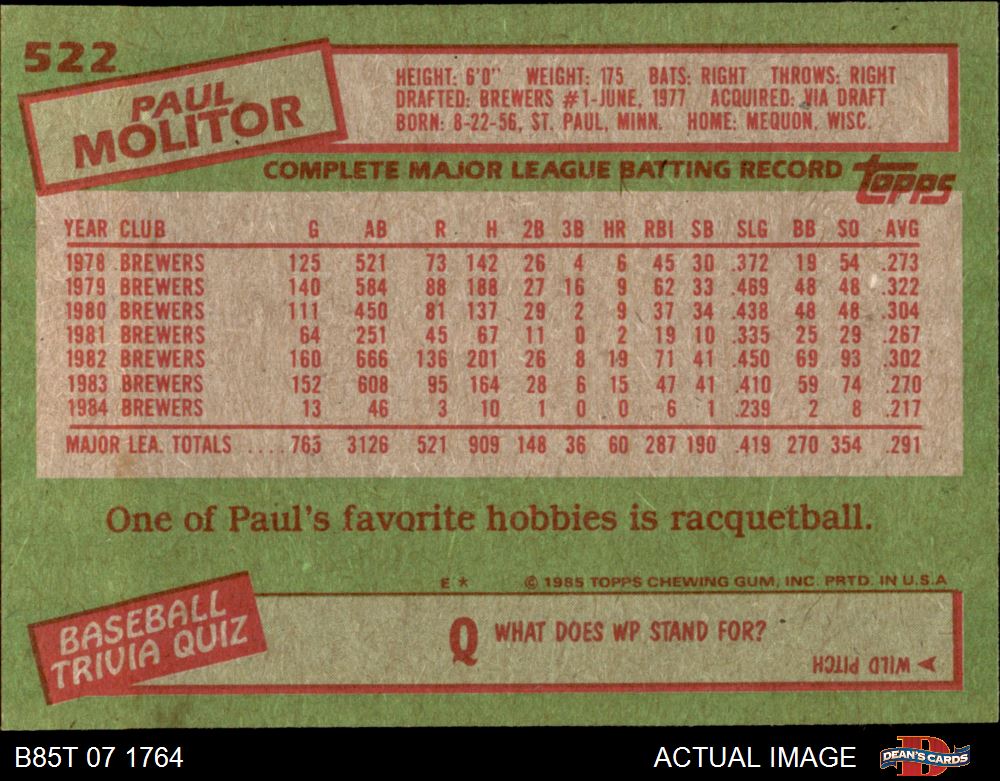 522
PAUL
MOLITOR
HEIGHT: 6'0" WEIGHT: 175 BATS: RIGHT THROWS: RIGHT
DRAFTED: BREWERS #1-JUNE, 1977 ACQUIRED: VIA DRAFT
BORN: 8-22-56, ST. PAUL, MINN. HOME: MEQUON, WISC.
COMPLETE MAJOR LEAGUE BATTING RECORD
Topps
YEAR CLUB G AB R H 2B 3B HR RBI SB SLG BB SO AVG
1978 BREWERS 125 521 73 142 26 4 6 45 30 .372 19 54 .273
1979 BREWERS 140 584 88 188 27 16 9 62 33 .469 48 48 .322
1980 BREWERS 111 450 81 137 29 2 9 37 34 .438 48 48 .304
1981 BREWERS 64 251 45 67 11 0 2 19 10 .335 25 29 .267
1982 BREWERS 160 666 136 201 26 8 19 71 41 .450 69 93 .302
1983 BREWERS 152 608 95 164 28 6 15 47 41 .410 59 74 .270
1984 BREWERS 13 46 3 10 1 0 0 6 1 .239 2 8 .217
MAJOR LEA. TOTALS .... 763 3126 521 909 148 36 60 287 190 .419 270 354 .291
One of Paul's favorite hobbies is racquetball.
E * © 1985 TOPPS CHEWING GUM, INC. PRTD. IN U.S.A
BASEBALL
TRIVIA QUIZ
Q WHAT DOES WP STAND FOR?
WILD PITCH
B85T 07 1764
ACTUAL IMAGE
DEAN'S CARDS